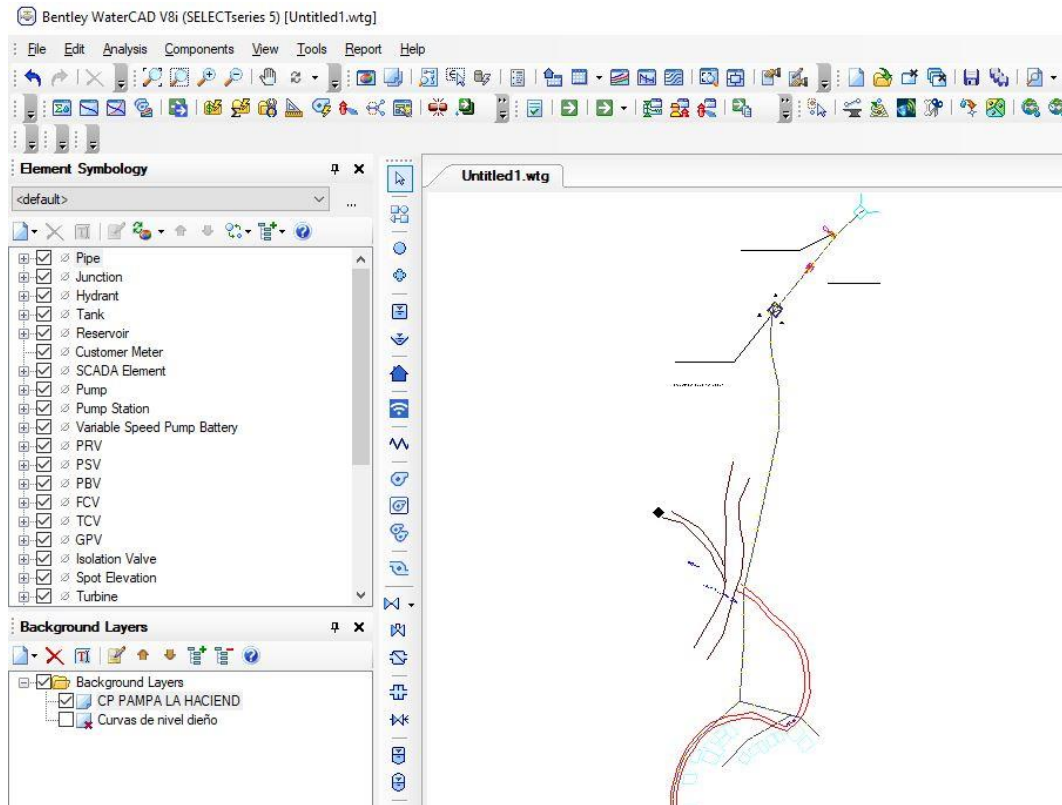 Bentley WaterCAD V8i (SELECTseries 5) [Untitled1.wtg]
File Edit Analysis Components View Tools Report Help
Element Symbology
Untitled1.wtg
<default>
...
Pipe
Junction
Hydrant
Tank
Reservoir
Customer Meter
SCADA Element
Pump
Pump Station
Variable Speed Pump Battery
PRV
PSV
PBV
FCV
TCV
GPV
Isolation Valve
Spot Elevation
Turbine
Background Layers
Background Layers
CP PAMPA LA HACIEND
Curvas de nivel dieño